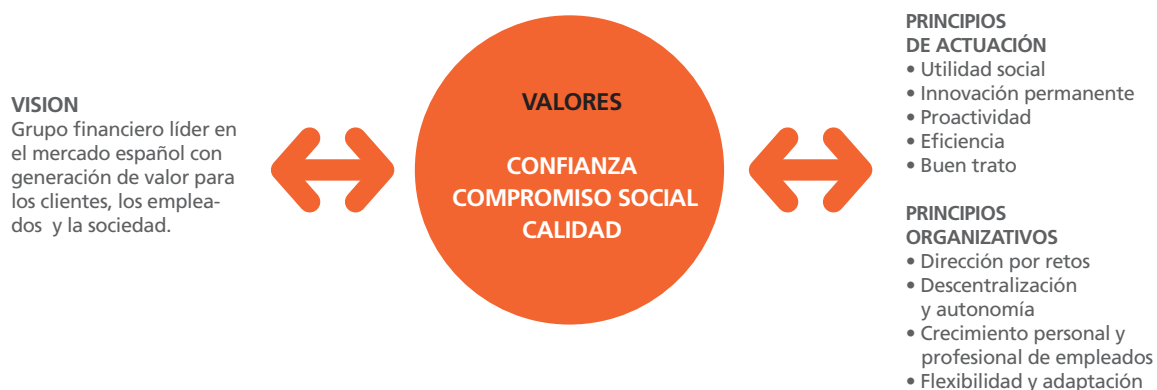 VISION
Grupo financiero líder en
el mercado español con
generación de valor para
los clientes, los emplea-
dos y la sociedad.
VALORES
CONFIANZA
COMPROMISO SOCIAL
CALIDAD
PRINCIPIOS
DE ACTUACIÓN
• Utilidad social
• Innovación permanente
• Proactividad
• Eficiencia
• Buen trato
PRINCIPIOS
ORGANIZATIVOS
• Dirección por retos
• Descentralización
y autonomía
• Crecimiento personal y
profesional de empleados
• Flexibilidad y adaptación